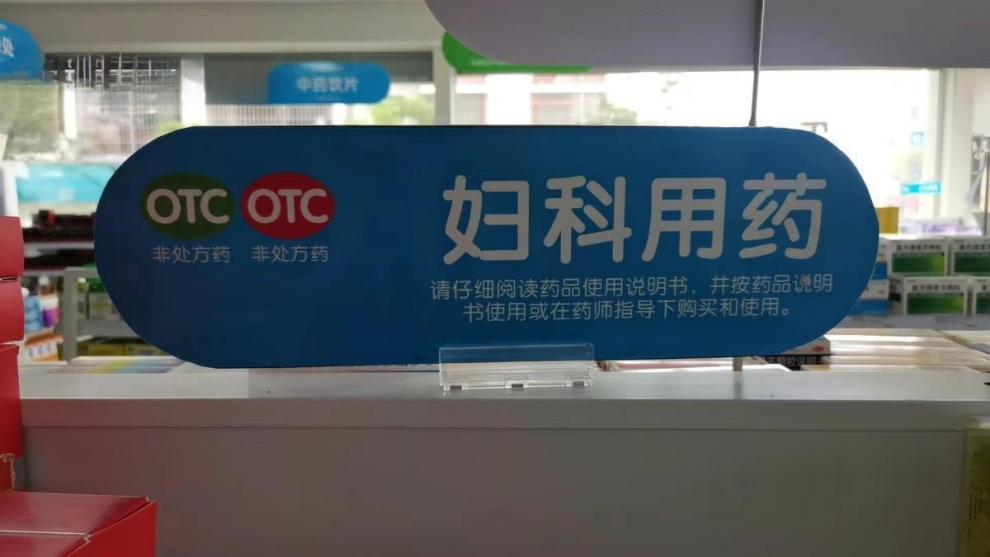 中药饮片
OTC OTC
非处方药 非处方药
妇科用药
请仔细阅读药品使用说明书,并按药品说明
书使用或在药师指导下购买和使用。